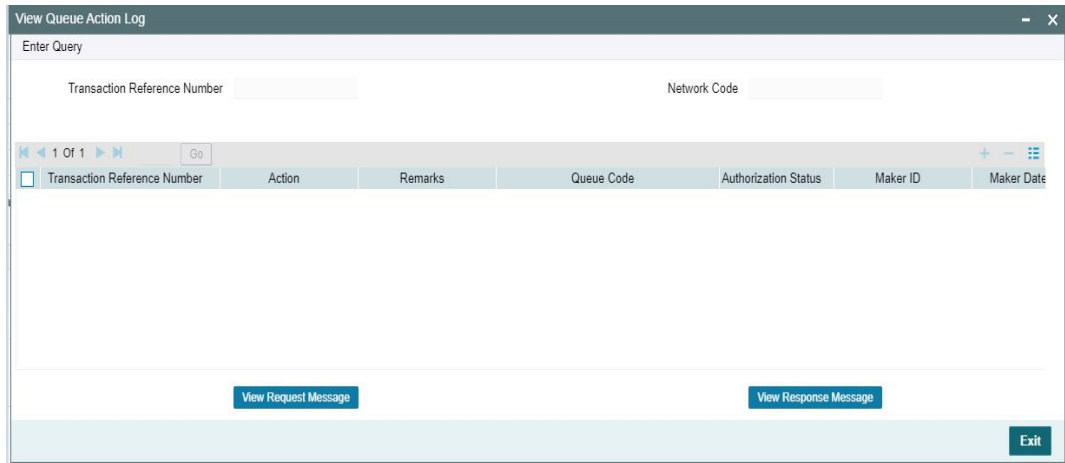 View Queue Action Log
Enter Query
Transaction Reference Number Network Code
1 Of 1 Go
Transaction Reference Number Action Remarks Queue Code Authorization Status Maker ID Maker Date
View Request Message View Response Message
Exit